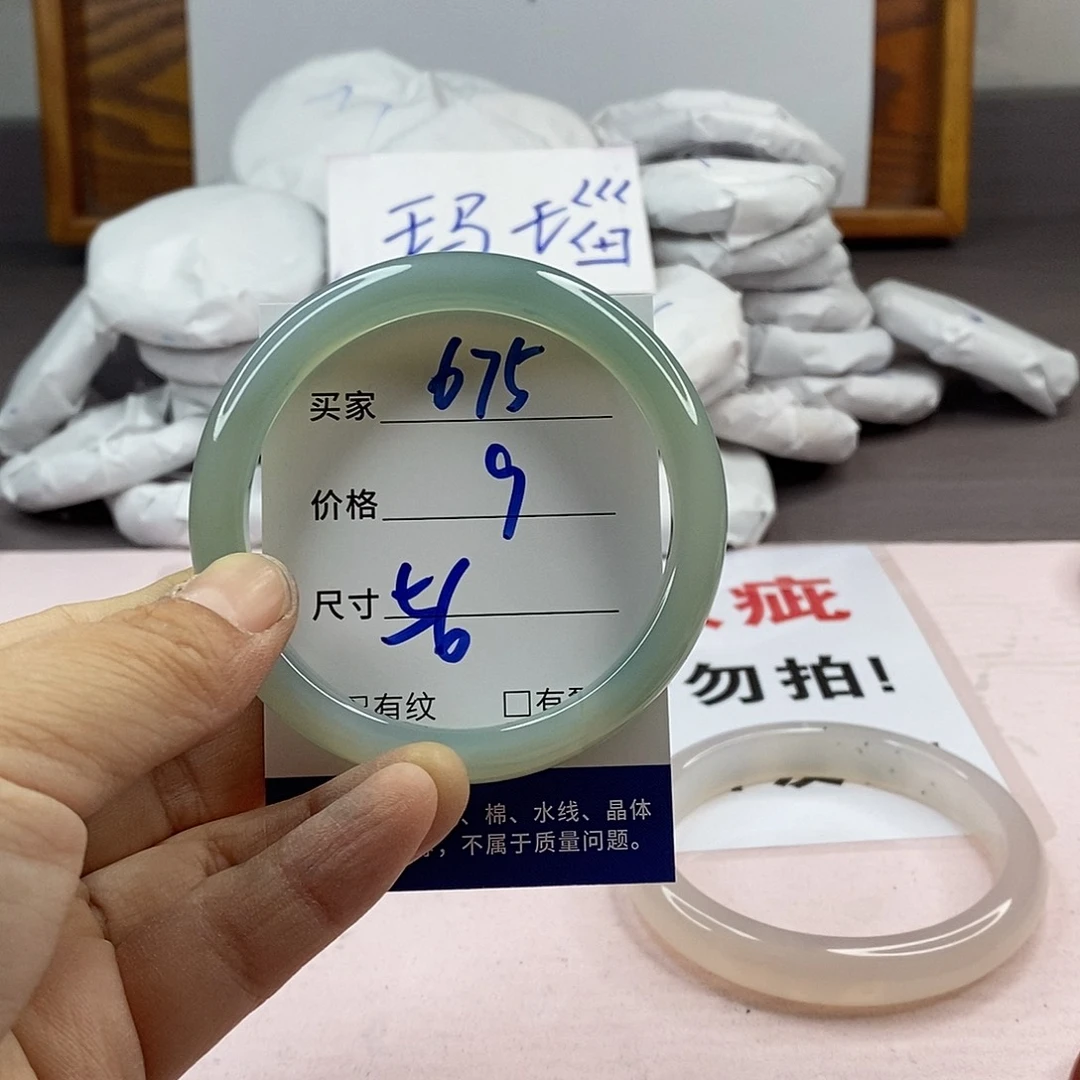 玛瑙
买家 675
价格 9
尺寸 56
有纹 □有
、棉、水线、晶体
，不属于质量问题。
疵
勿拍!